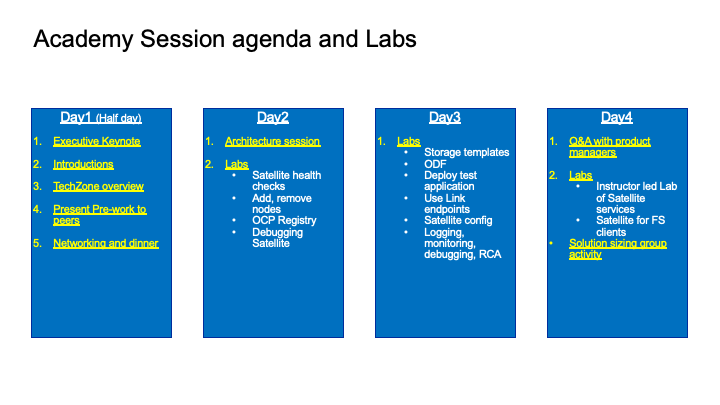 Academy Session agenda and Labs
Day1 (Half day)
1. Executive Keynote
2. Introductions
3. TechZone overview
4. Present Pre-work to
peers
5. Networking and dinner
Day2
1. Architecture session
2. Labs
• Satellite health
checks
• Add, remove
nodes
• OCP Registry
• Debugging
Satellite
Day3
1. Labs
• Storage templates
• ODF
• Deploy test
application
• Use Link
endpoints
• Satellite config
• Logging,
monitoring,
debugging, RCA
Day4
1. Q&A with product
managers
2. Labs
• Instructor led Lab
of Satellite
services
• Satellite for FS
clients
• Solution sizing group
activity